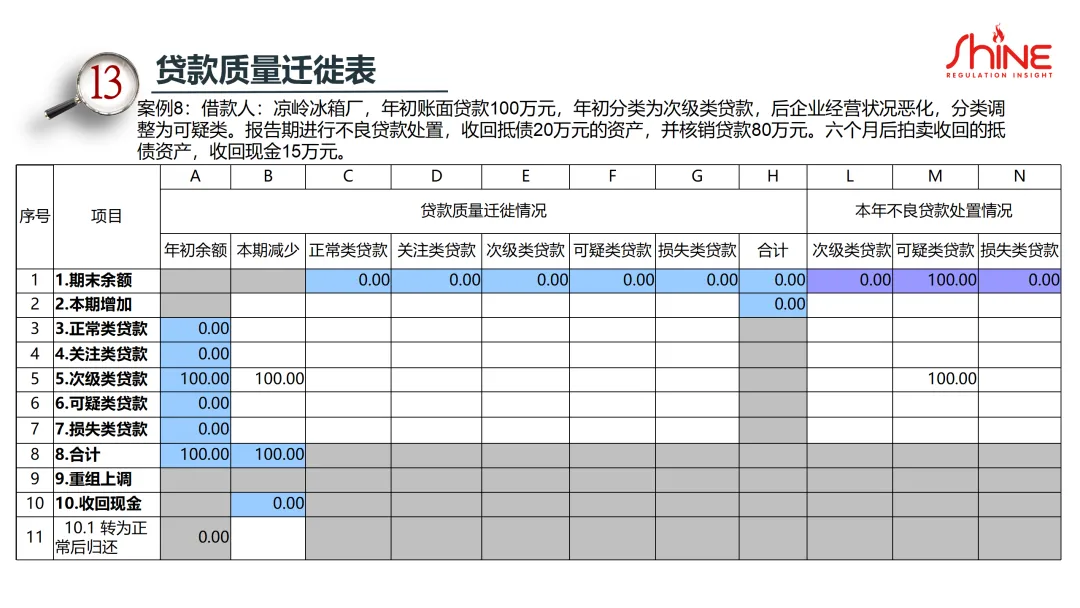 13
贷款质量迁徙表
SHINE
REGULATION INSIGHT
案例8：借款人：凉岭冰箱厂，年初账面贷款100万元，年初分类为次级类贷款，后企业经营状况恶化，分类调
整为可疑类。报告期进行不良贷款处置，收回抵债20万元的资产，并核销贷款80万元。六个月后拍卖收回的抵
债资产，收回现金15万元。
序号 项目 A B C D E F G H L M N
贷款质量迁徙情况 本年不良贷款处置情况
年初余额 本期减少 正常类贷款 关注类贷款 次级类贷款 可疑类贷款 损失类贷款 合计 次级类贷款 可疑类贷款 损失类贷款
1 1.期末余额 0.00 0.00 0.00 0.00 0.00 0.00 0.00 100.00 0.00
2 2.本期增加 0.00
3 3.正常类贷款 0.00
4 4.关注类贷款 0.00
5 5.次级类贷款 100.00 100.00 100.00
6 6.可疑类贷款 0.00
7 7.损失类贷款 0.00
8 8.合计 100.00 100.00
9 9.重组上调
10 10.收回现金 0.00
11 10.1 转为正
常后归还 0.00